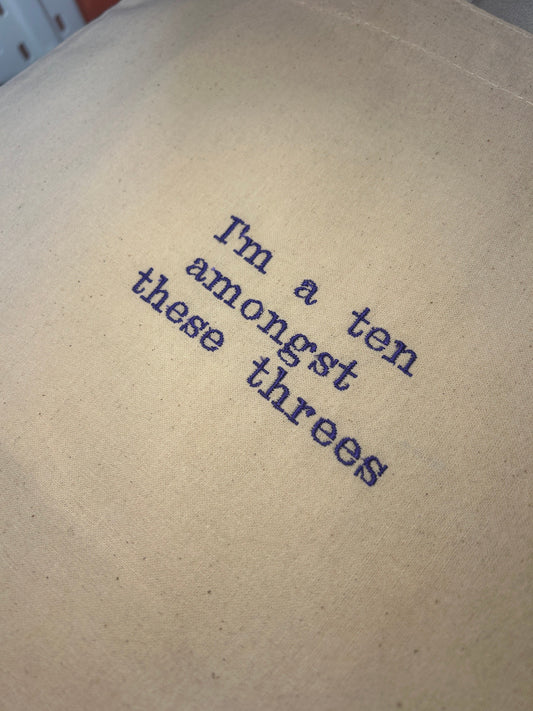 I'm a ten
amongst
these threes